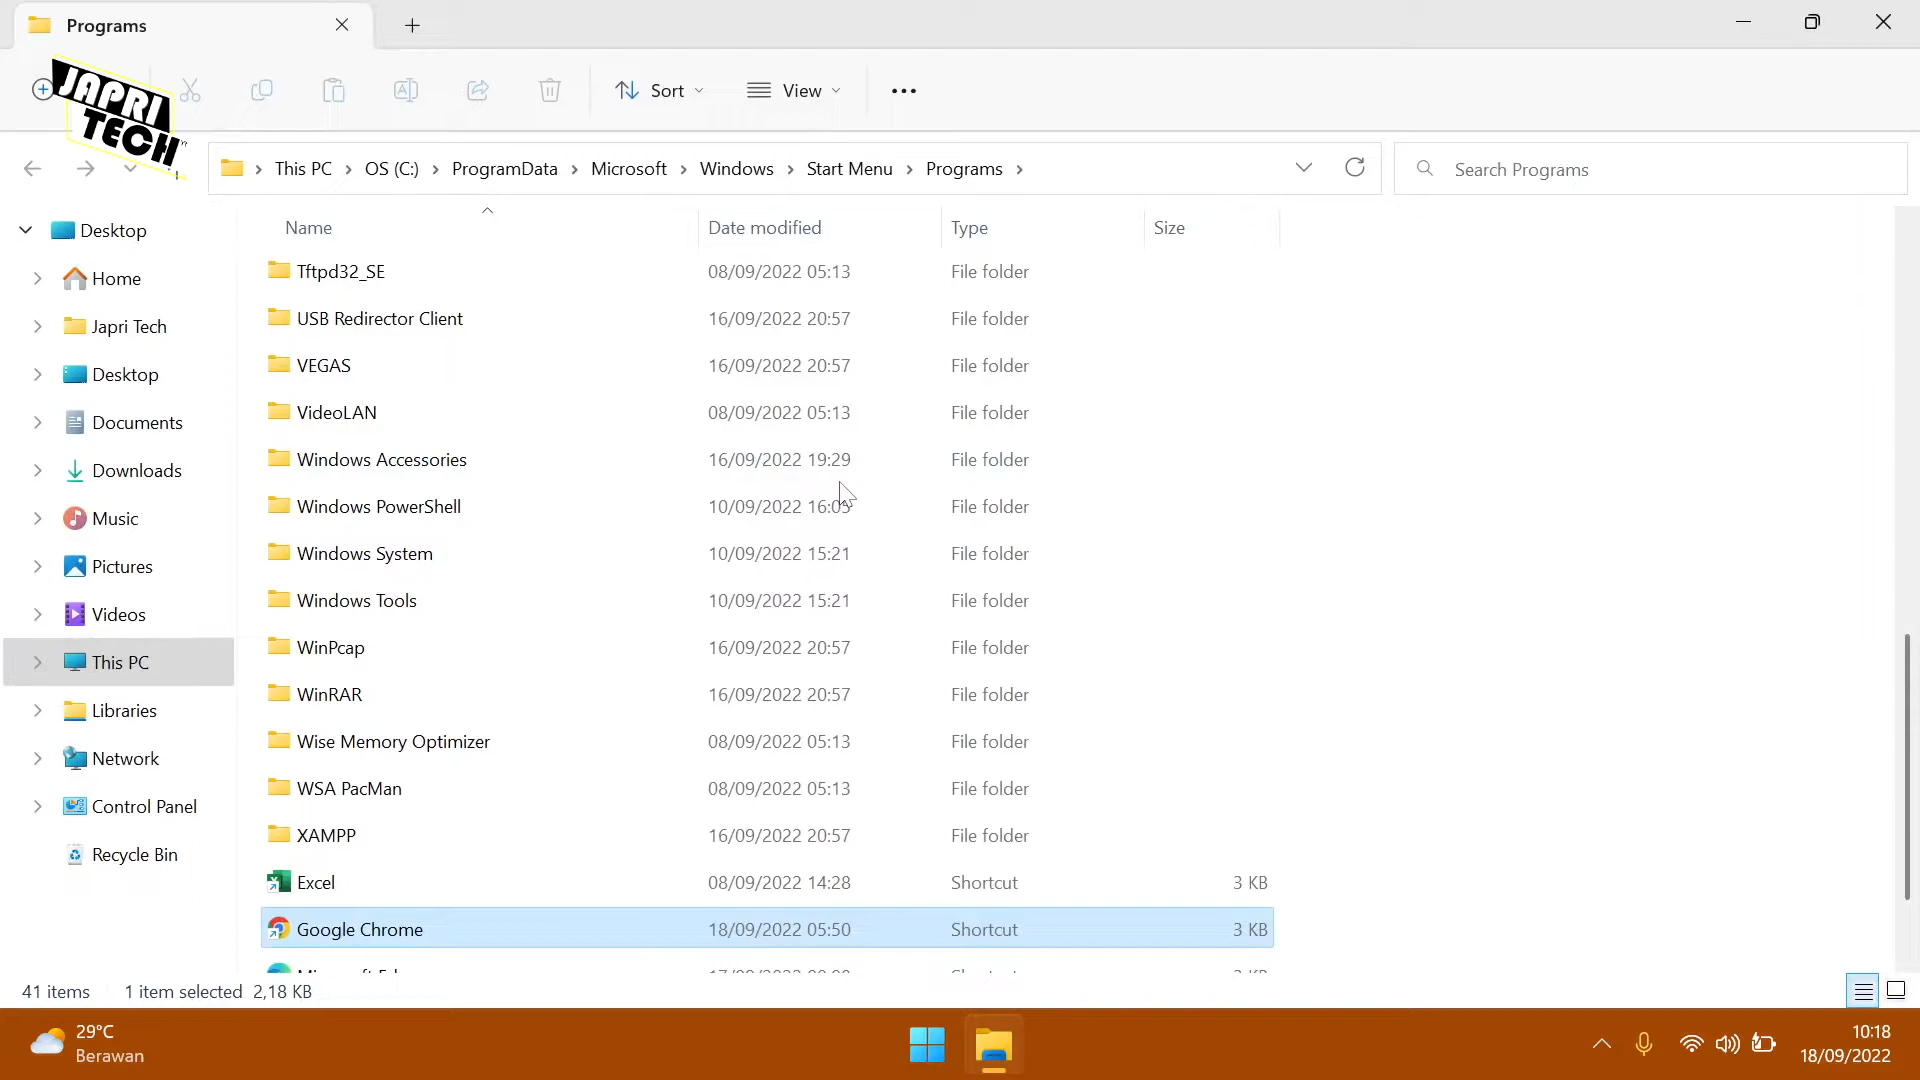 Programs
JAPRI
TECH
Sort
View
This PC
OS (C:)
ProgramData
Microsoft
Windows
Start Menu
Programs
Search Programs
Desktop
Home
Japri Tech
Desktop
Documents
Downloads
Music
Pictures
Videos
This PC
Libraries
Network
Control Panel
Recycle Bin
Name Date modified Type Size
Tftpd32_SE 08/09/2022 05:13 File folder
USB Redirector Client 16/09/2022 20:57 File folder
VEGAS 16/09/2022 20:57 File folder
VideoLAN 08/09/2022 05:13 File folder
Windows Accessories 16/09/2022 19:29 File folder
Windows PowerShell 10/09/2022 File folder
Windows System 10/09/2022 15:21 File folder
Windows Tools 10/09/2022 15:21 File folder
WinPcap 16/09/2022 20:57 File folder
WinRAR 16/09/2022 20:57 File folder
Wise Memory Optimizer 08/09/2022 05:13 File folder
WSA PacMan 08/09/2022 05:13 File folder
XAMPP 16/09/2022 20:57 File folder
Excel 08/09/2022 14:28 Shortcut 3 KB
Google Chrome 18/09/2022 05:50 Shortcut 3 KB
41 items 1 item selected 2,18 KB
29°C
Berawan
10:18
18/09/2022